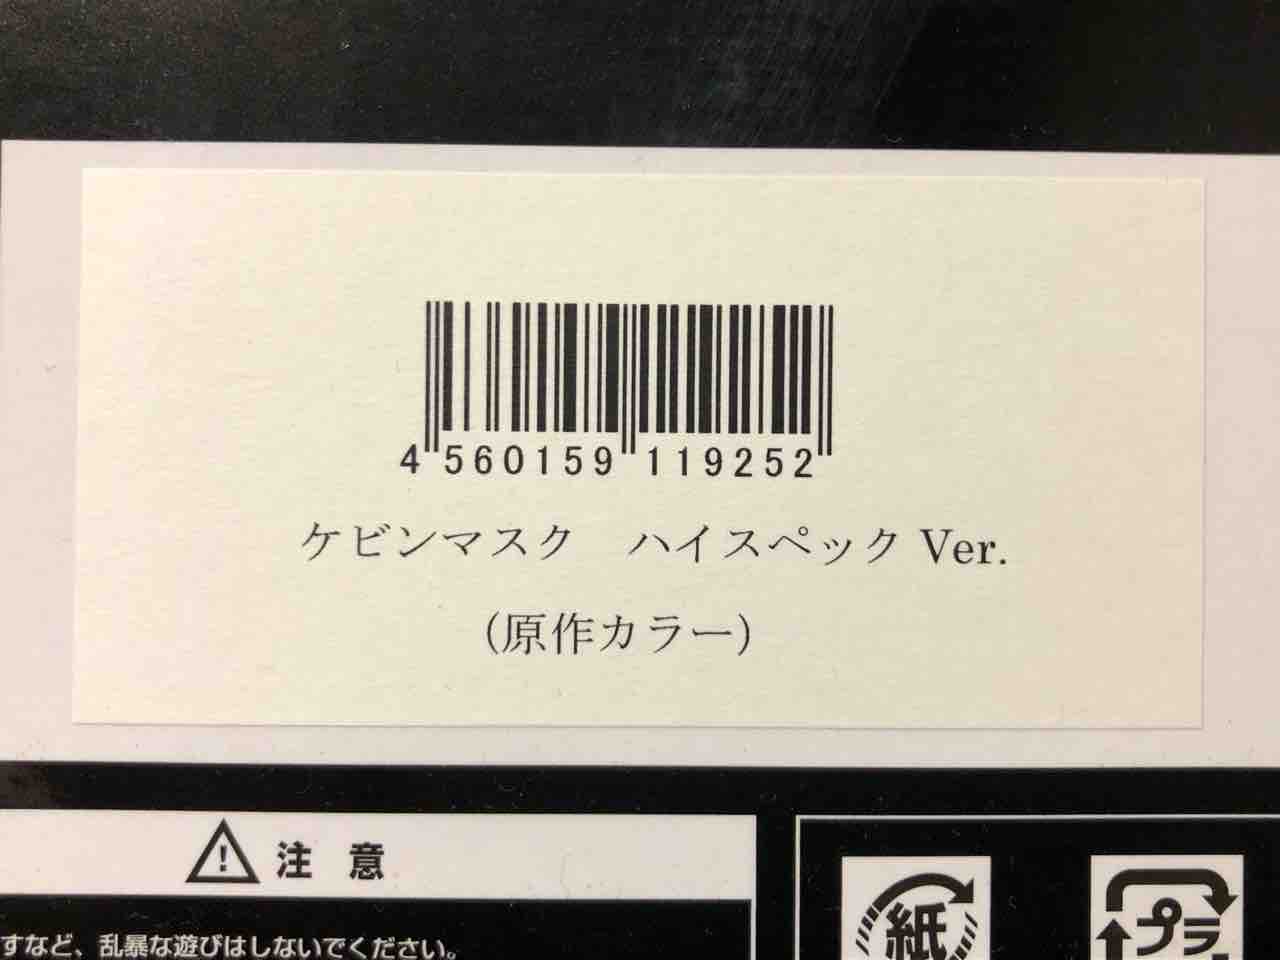 4 560159 119252
ケビンマスク　ハイスペック Ver.
(原作カラー)
注 意
すなど、乱暴な遊びはしないでください。
紙
プラ